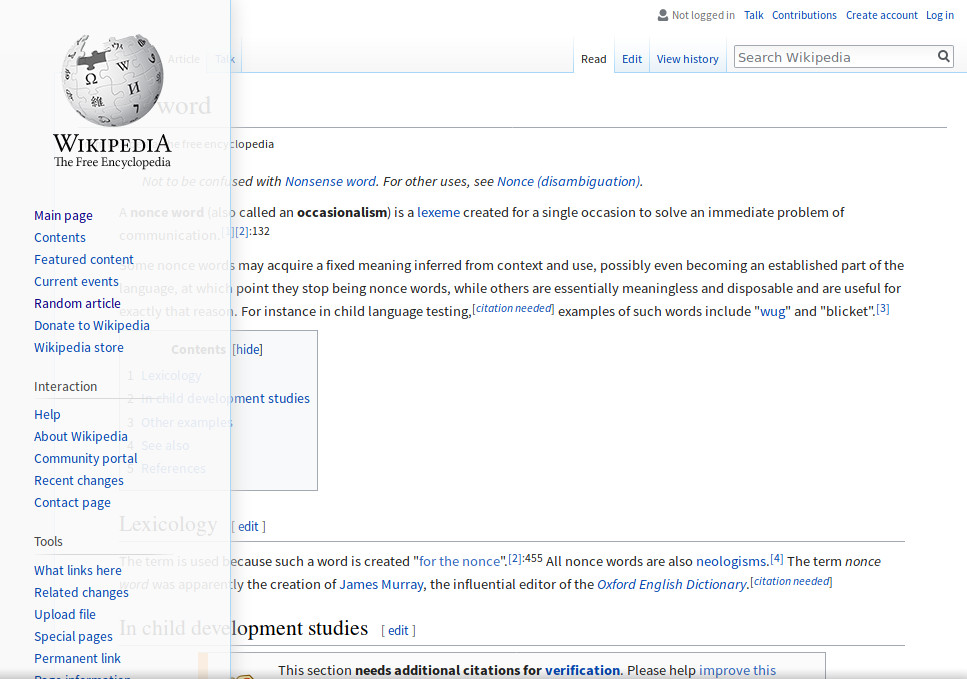 Not logged in Talk Contributions Create account Log in
Article Talk Read Edit View history Search Wikipedia
WIKIPEDIA
The Free Encyclopedia
Main page
Contents
Featured content
Current events
Random article
Donate to Wikipedia
Wikipedia store
Interaction
Help
About Wikipedia
Community portal
Recent changes
Contact page
Tools
What links here
Related changes
Upload file
Special pages
Permanent link
Page information
word
the free encyclopedia
Not to be confused with Nonsense word. For other uses, see Nonce (disambiguation).
A nonce word (also called an occasionalism) is a lexeme created for a single occasion to solve an immediate problem of
communication.[1][2]:132
Some nonce words may acquire a fixed meaning inferred from context and use, possibly even becoming an established part of the
language, at which point they stop being nonce words, while others are essentially meaningless and disposable and are useful for
exactly that reason. For instance in child language testing,[citation needed] examples of such words include "wug" and "blicket".[3]
Contents [hide]
1 Lexicology
2 In child development studies
3 Other examples
4 See also
5 References
Lexicology [ edit ]
The term is used because such a word is created "for the nonce".[2]:455 All nonce words are also neologisms.[4] The term nonce
word was apparently the creation of James Murray, the influential editor of the Oxford English Dictionary.[citation needed]
In child development studies [ edit ]
This section needs additional citations for verification. Please help improve this